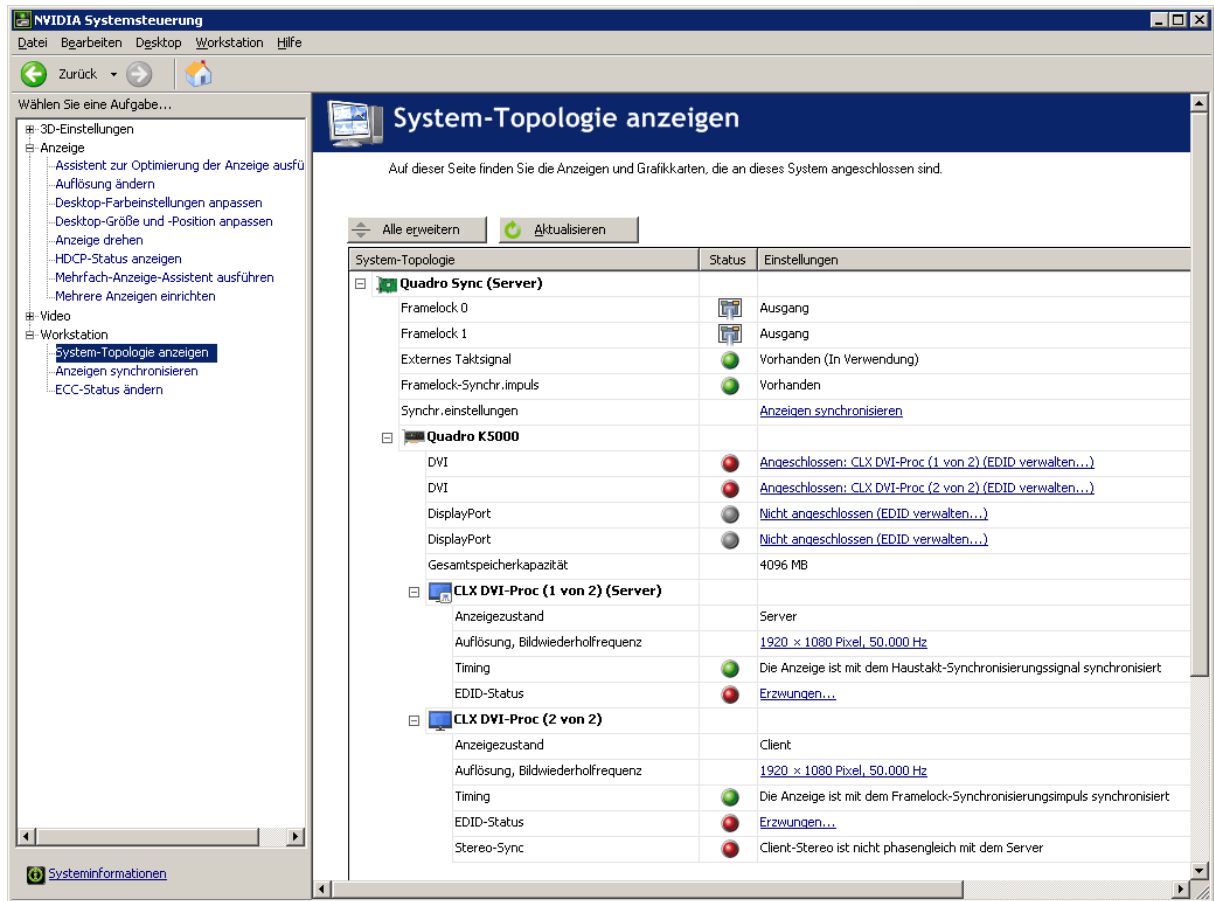 NVIDIA Systemsteuerung
Datei Bearbeiten Desktop Workstation Hilfe
Zurück
Wählen Sie eine Aufgabe...
3D-Einstellungen
Anzeige
Assistent zur Optimierung der Anzeige ausfü
Auflösung ändern
Desktop-Farbeinstellungen anpassen
Desktop-Größe und -Position anpassen
Anzeige drehen
HDCP-Status anzeigen
Mehrfach-Anzeige-Assistent ausführen
Mehrere Anzeigen einrichten
Video
Workstation
System-Topologie anzeigen
Anzeigen synchronisieren
ECC-Status ändern
Systeminformationen
System-Topologie anzeigen
Auf dieser Seite finden Sie die Anzeigen und Grafikkarten, die an dieses System angeschlossen sind.
Alle erweitern Aktualisieren
System-Topologie Status Einstellungen
Quadro Sync (Server)
Framelock 0 Ausgang
Framelock 1 Ausgang
Externes Taktsignal Vorhanden (In Verwendung)
Framelock-Synchr.impuls Vorhanden
Synchr.einstellungen Anzeigen synchronisieren
Quadro K5000
DVI Angeschlossen: CLX DVI-Proc (1 von 2) (EDID verwalten...)
DVI Angeschlossen: CLX DVI-Proc (2 von 2) (EDID verwalten...)
DisplayPort Nicht angeschlossen (EDID verwalten...)
DisplayPort Nicht angeschlossen (EDID verwalten...)
Gesamtspeicherkapazität 4096 MB
CLX DVI-Proc (1 von 2) (Server)
Anzeigezustand Server
Auflösung, Bildwiederholfrequenz 1920 × 1080 Pixel, 50.000 Hz
Timing Die Anzeige ist mit dem Haustakt-Synchronisierungssignal synchronisiert
EDID-Status Erzwungen...
CLX DVI-Proc (2 von 2)
Anzeigezustand Client
Auflösung, Bildwiederholfrequenz 1920 × 1080 Pixel, 50.000 Hz
Timing Die Anzeige ist mit dem Framelock-Synchronisierungsimpuls synchronisiert
EDID-Status Erzwungen...
Stereo-Sync Client-Stereo ist nicht phasengleich mit dem Server